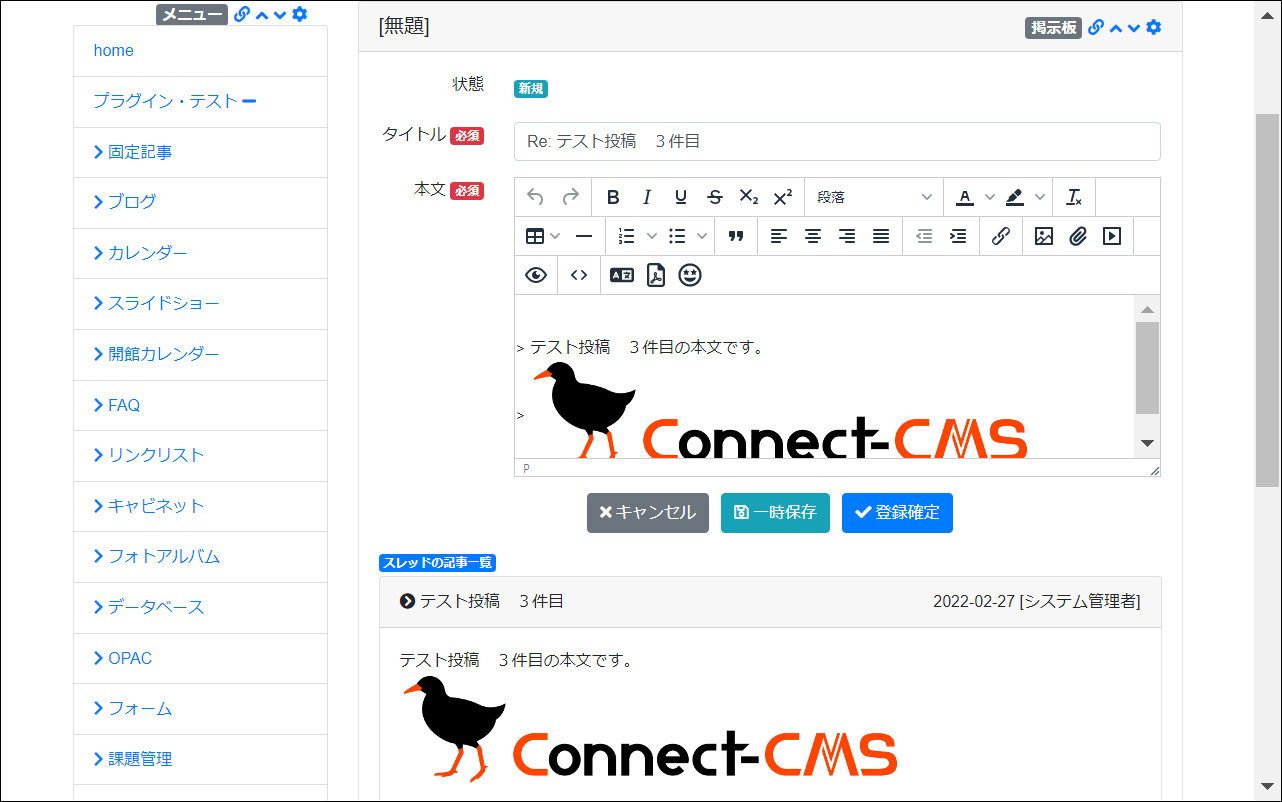 メニュー
home
プラグイン・テスト
固定記事
ブログ
カレンダー
スライドショー
開館カレンダー
FAQ
リンクリスト
キャビネット
フォトアルバム
データベース
OPAC
フォーム
課題管理
[無題]
掲示板
状態 新規
タイトル 必須 Re: テスト投稿　３件目
本文 必須
B I U S X₂ X² 段落 A
> テスト投稿　３件目の本文です。
> Connect-CMS
P
キャンセル 一時保存 登録確定
スレッドの記事一覧
テスト投稿　３件目 2022-02-27 [システム管理者]
テスト投稿　３件目の本文です。
Connect-CMS